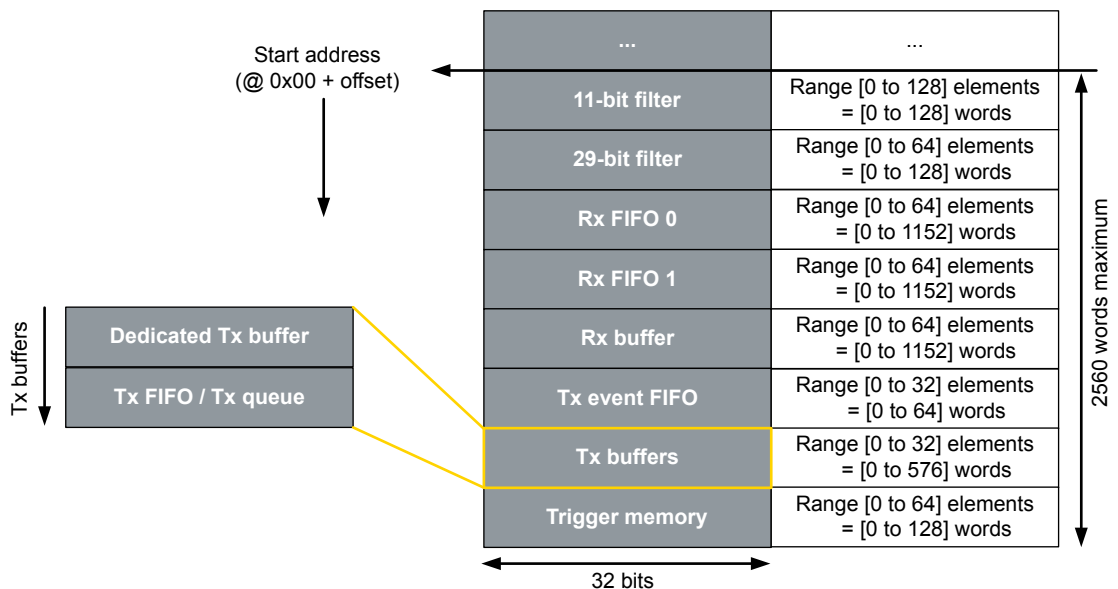 ...
...
Start address
(@ 0x00 + offset)
11-bit filter
Range [0 to 128] elements
= [0 to 128] words
29-bit filter
Range [0 to 64] elements
= [0 to 128] words
Rx FIFO 0
Range [0 to 64] elements
= [0 to 1152] words
Rx FIFO 1
Range [0 to 64] elements
= [0 to 1152] words
Rx buffer
Range [0 to 64] elements
= [0 to 1152] words
Tx event FIFO
Range [0 to 32] elements
= [0 to 64] words
Tx buffers
Range [0 to 32] elements
= [0 to 576] words
Trigger memory
Range [0 to 64] elements
= [0 to 128] words
2560 words maximum
32 bits
Tx buffers
Dedicated Tx buffer
Tx FIFO / Tx queue